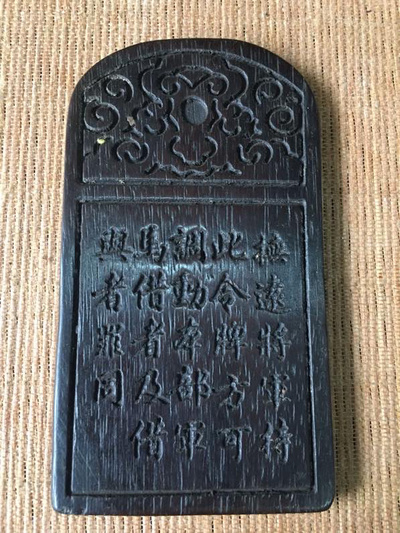 撫遠將軍特
此令牌方可
調動本部軍
馬借者及借
與者罪同